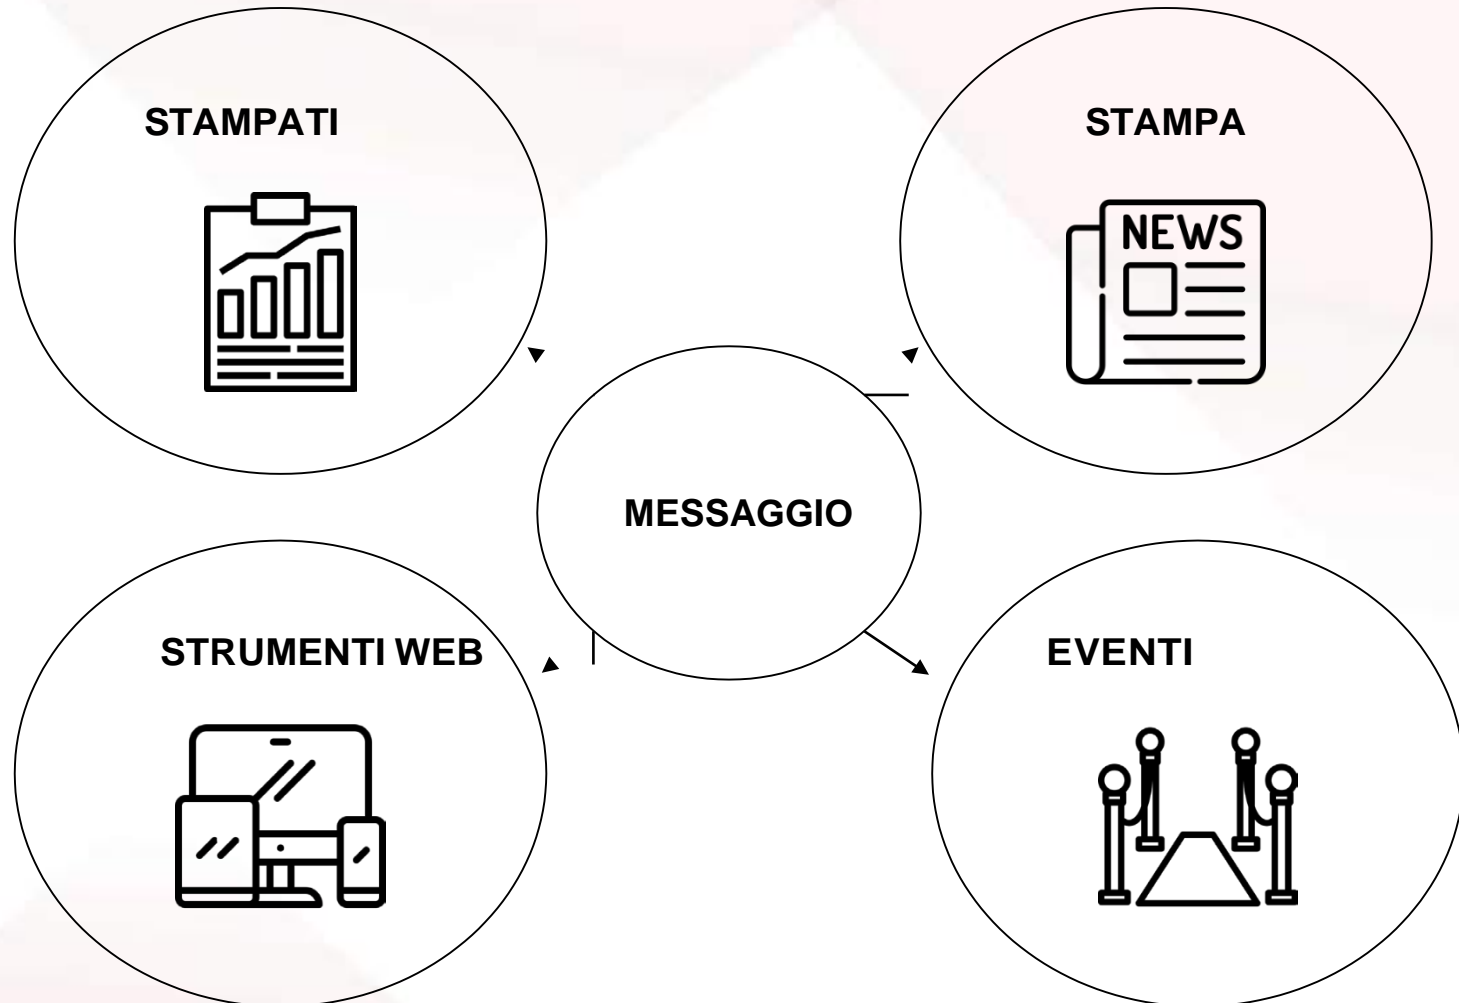 STAMPATI
STAMPA
NEWS
MESSAGGIO
STRUMENTI WEB
EVENTI